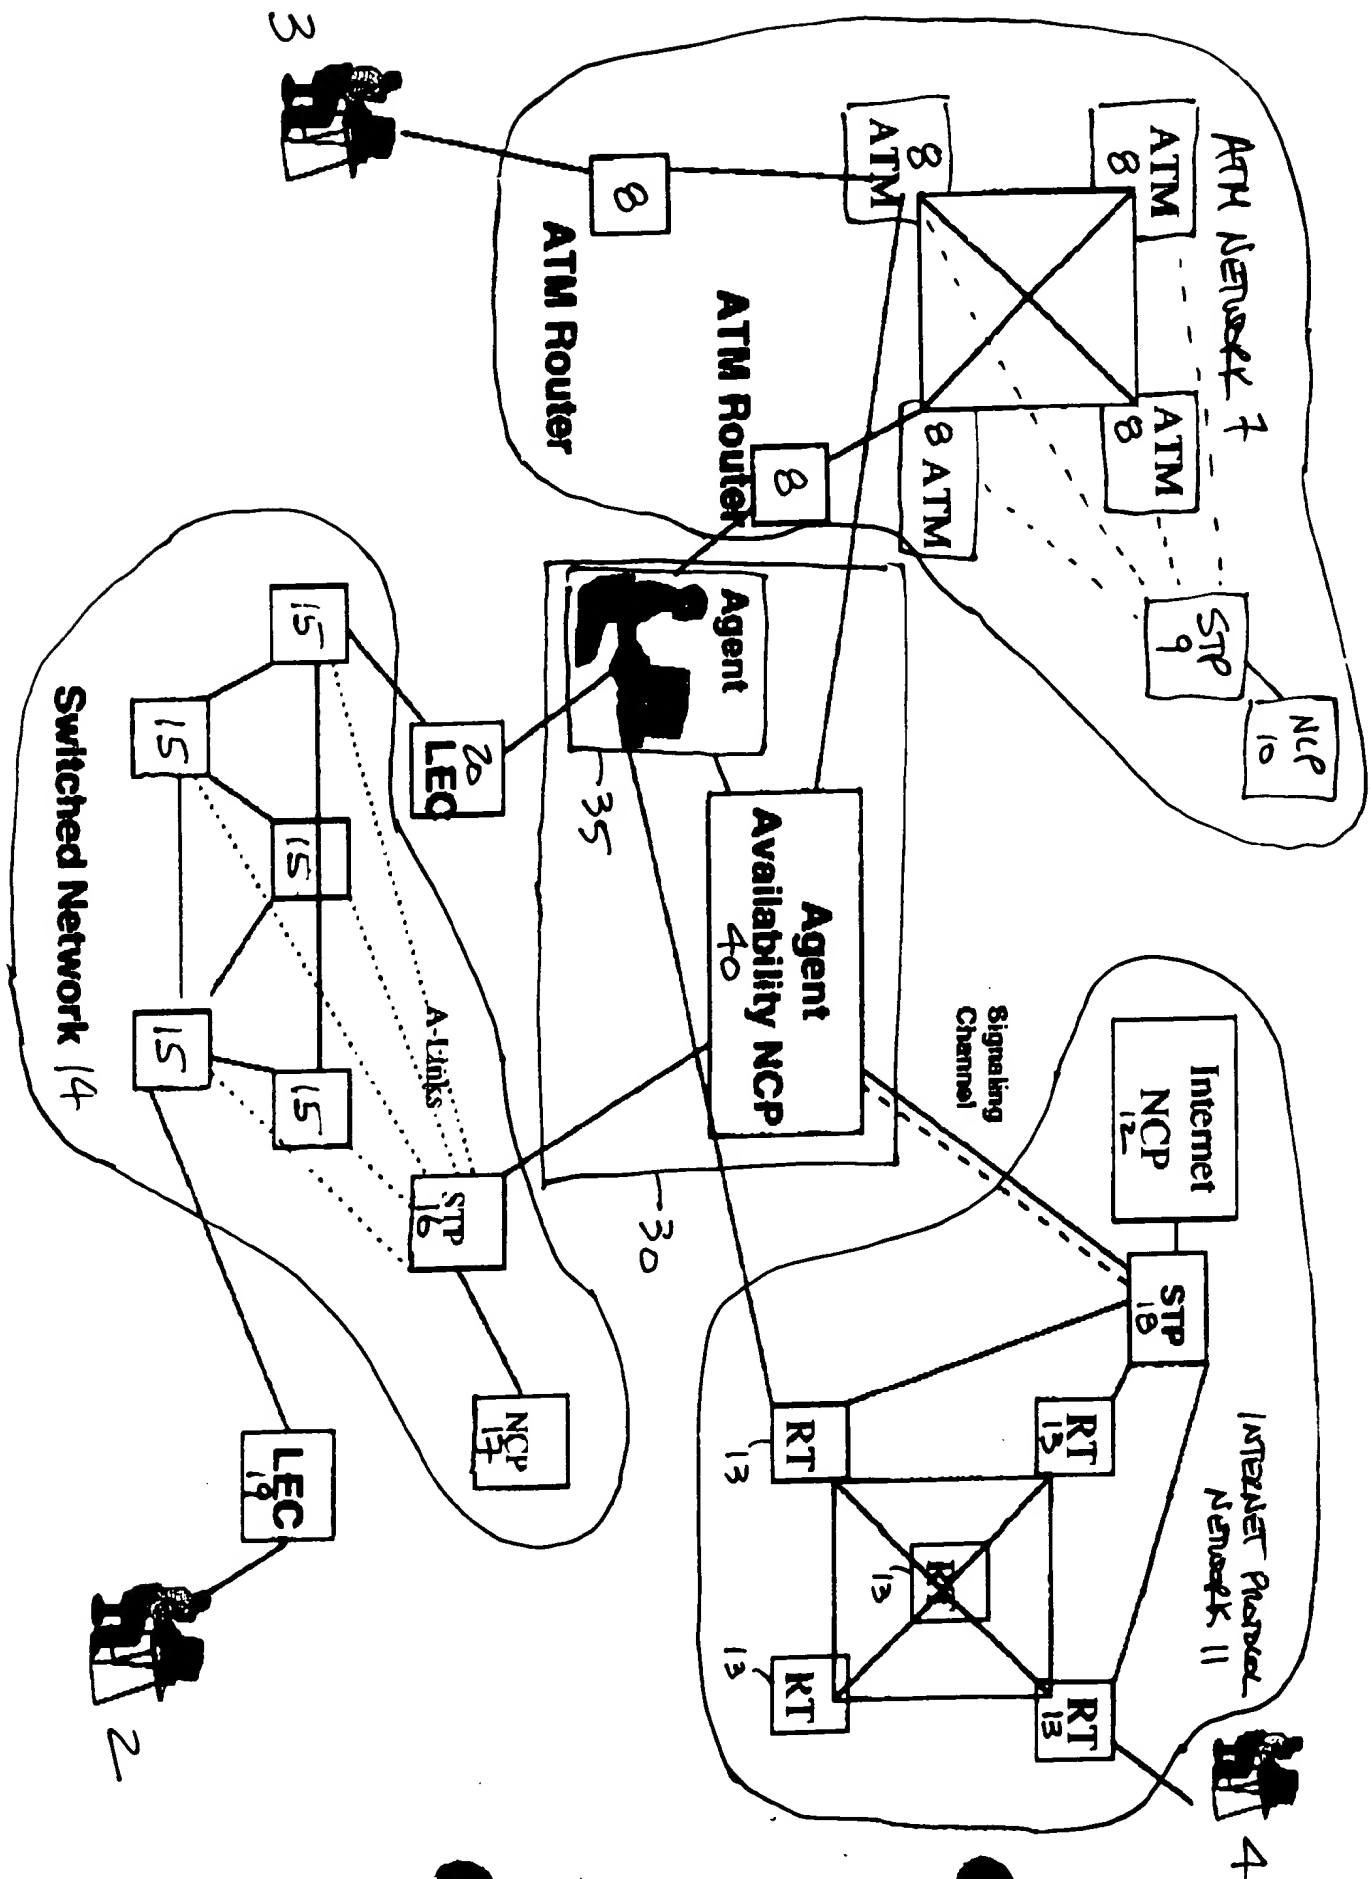 3
ATM NETWORK 7
ATM
8
8
ATM
ATM
8
8 ATM
8
ATM Router
8
ATM Router
STP
9
NCP
10
Agent
35
Agent
Availability NCP
40
30
Signaling
Channel
Internet
NCP
12
STP
18
INTERNET PROTOCOL
NETWORK 11
RT
13
RT
13
RT
13
RT
13
RT
13
4
20
LEC
15
15
15
15
15
A-Links
Switched Network 14
STP
16
NCP
17
LEC
19
2